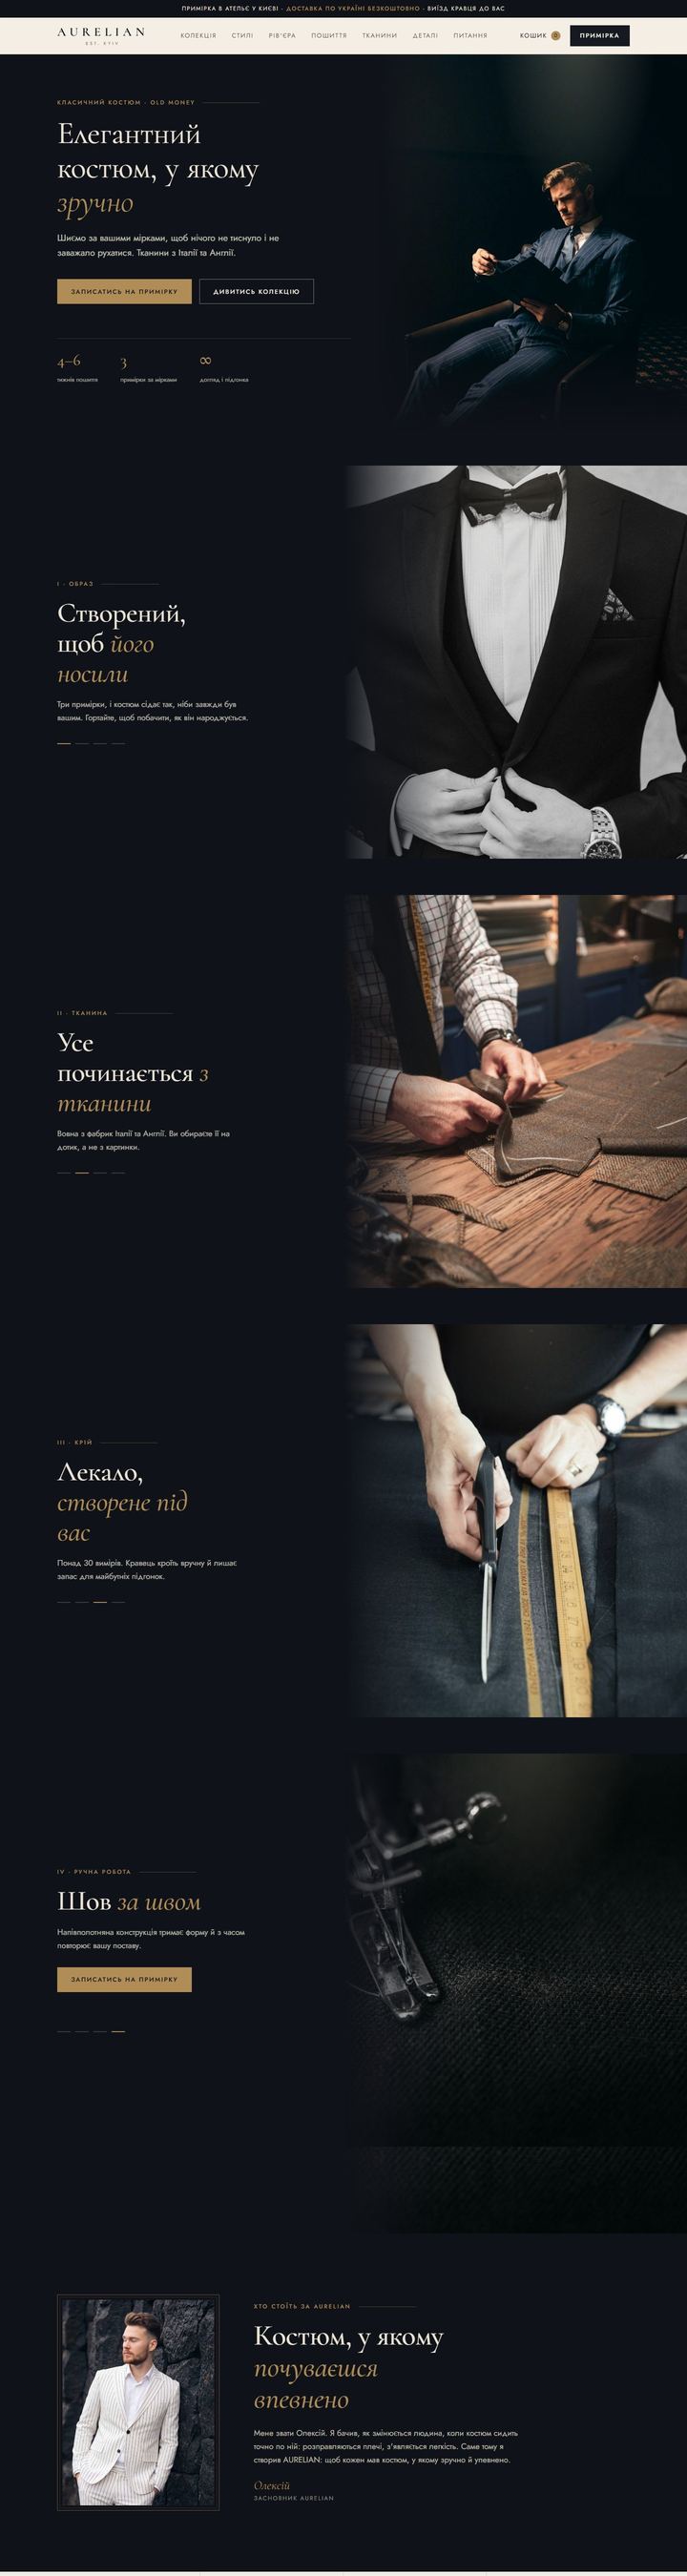 ПРИМІРКА В АТЕЛЬЄ У КИЄВІ · ДОСТАВКА ПО УКРАЇНІ БЕЗКОШТОВНО · ВИЇЗД КРАВЦЯ ДО ВАС
AURELIAN
EST. KYIV
КОЛЕКЦІЯ СТИЛІ РІВ'ЄРА ПОШИТТЯ ТКАНИНИ ДЕТАЛІ ПИТАННЯ КОШИК 0 ПРИМІРКА
КЛАСИЧНИЙ КОСТЮМ · OLD MONEY
Елегантний
костюм, у якому
зручно
Шиємо за вашими мірками, щоб нічого не тиснуло і не
заважало рухатися. Тканини з Італії та Англії.
ЗАПИСАТИСЬ НА ПРИМІРКУ ДИВИТИСЬ КОЛЕКЦІЮ
4–6 3 ∞
тижнів пошиття примірки за мірками догляд і підгонка
I · ОБРАЗ
Створений,
щоб його
носили
Три примірки, і костюм сідає так, ніби завжди був
вашим. Гортайте, щоб побачити, як він народжується.
II · ТКАНИНА
Усе
починається з
тканини
Вовна з фабрик Італії та Англії. Ви обираєте її на
дотик, а не з картинки.
III · КРІЙ
Лекало,
створене під
вас
Понад 30 вимірів. Кравець кроїть вручну й лишає
запас для майбутніх підгонок.
IV · РУЧНА РОБОТА
Шов за швом
Напівполотняна конструкція тримає форму й з часом
повторює вашу поставу.
ЗАПИСАТИСЬ НА ПРИМІРКУ
ХТО СТОЇТЬ ЗА AURELIAN
Костюм, у якому
почуваєшся
впевнено
Мене звати Олексій. Я бачив, як змінюється людина, коли костюм сидить
точно по ній: розправляються плечі, з'являється легкість. Саме тому я
створив AURELIAN: щоб кожен мав костюм, у якому зручно й упевнено.
Олексій
ЗАСНОВНИК AURELIAN